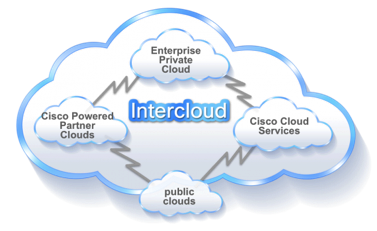 Enterprise
Private
Cloud
Intercloud
Cisco Powered
Partner
Clouds
Cisco Cloud
Services
public
clouds